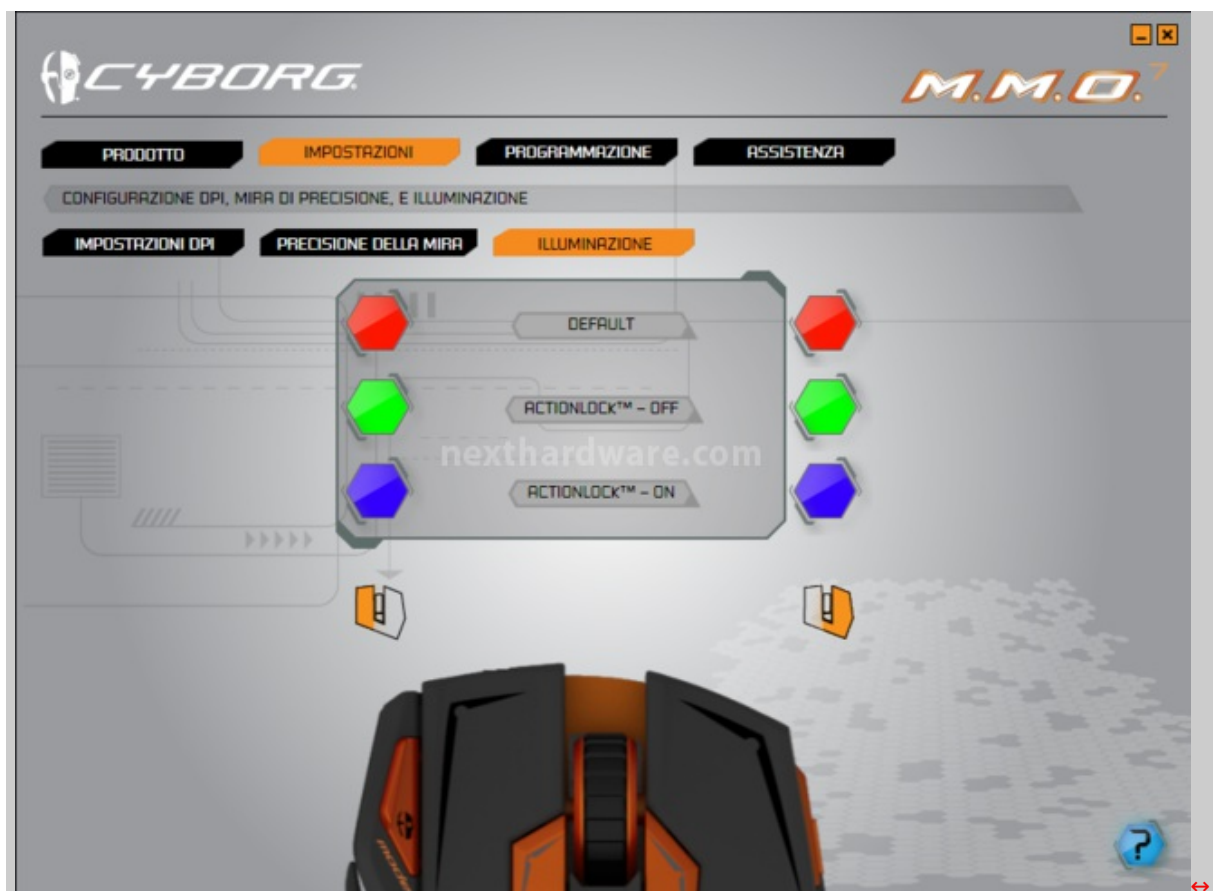 CYBORG.
M.M.O.7
PRODOTTO IMPOSTAZIONI PROGRAMMAZIONE ASSISTENZA
CONFIGURAZIONE DPI, MIRA DI PRECISIONE, E ILLUMINAZIONE
IMPOSTAZIONI DPI PRECISIONE DELLA MIRA ILLUMINAZIONE
DEFAULT
ACTIONLOCK™ - OFF
nexthardware.com
ACTIONLOCK™ - ON
?